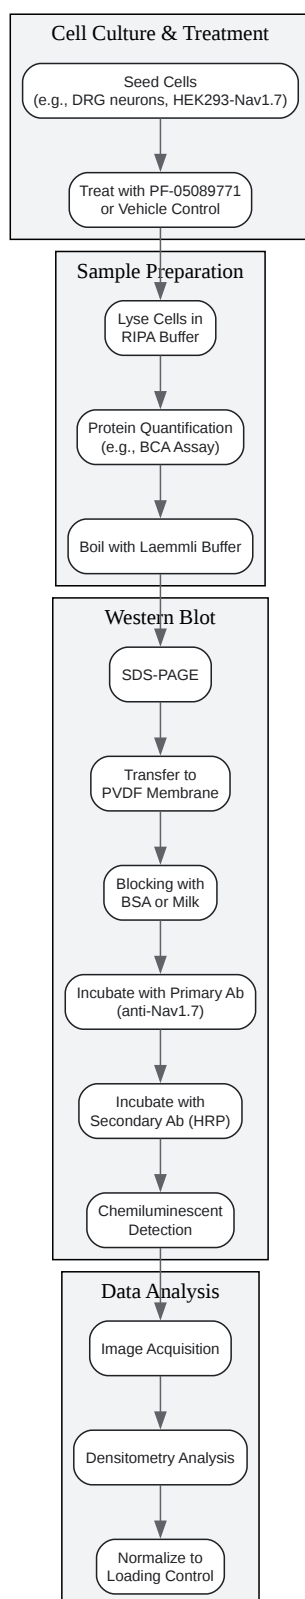 Cell Culture & Treatment
Seed Cells
(e.g., DRG neurons, HEK293-Nav1.7)
Treat with PF-05089771
or Vehicle Control
Sample Preparation
Lyse Cells in
RIPA Buffer
Protein Quantification
(e.g., BCA Assay)
Boil with Laemmli Buffer
Western Blot
SDS-PAGE
Transfer to
PVDF Membrane
Blocking with
BSA or Milk
Incubate with Primary Ab
(anti-Nav1.7)
Incubate with
Secondary Ab (HRP)
Chemiluminescent
Detection
Data Analysis
Image Acquisition
Densitometry Analysis
Normalize to
Loading Control